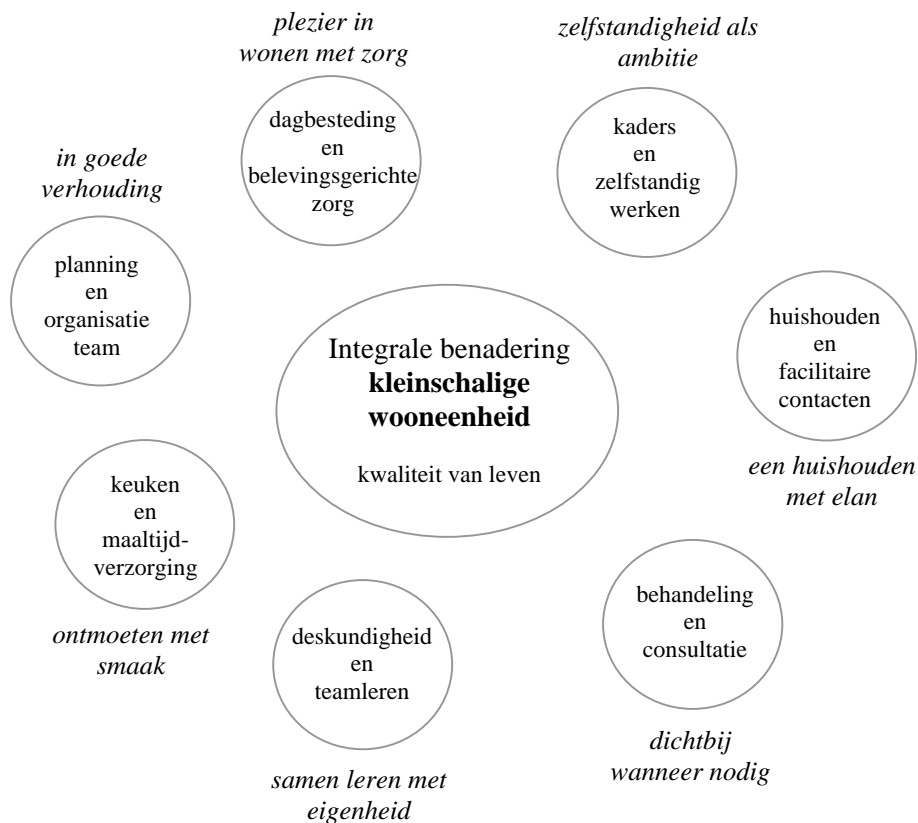 plezier in
wonen met zorg
dagbesteding
en
belevingsgerichte
zorg
zelfstandigheid als
ambitie
kaders
en
zelfstandig
werken
in goede
verhouding
planning
en
organisatie
team
huishouden
en
facilitaire
contacten
een huishouden
met elan
Integrale benadering
kleinschalige
wooneenheid
kwaliteit van leven
keuken
en
maaltijd-
verzorging
ontmoeten met
smaak
deskundigheid
en
teamleren
samen leren met
eigenheid
behandeling
en
consultatie
dichtbij
wanneer nodig